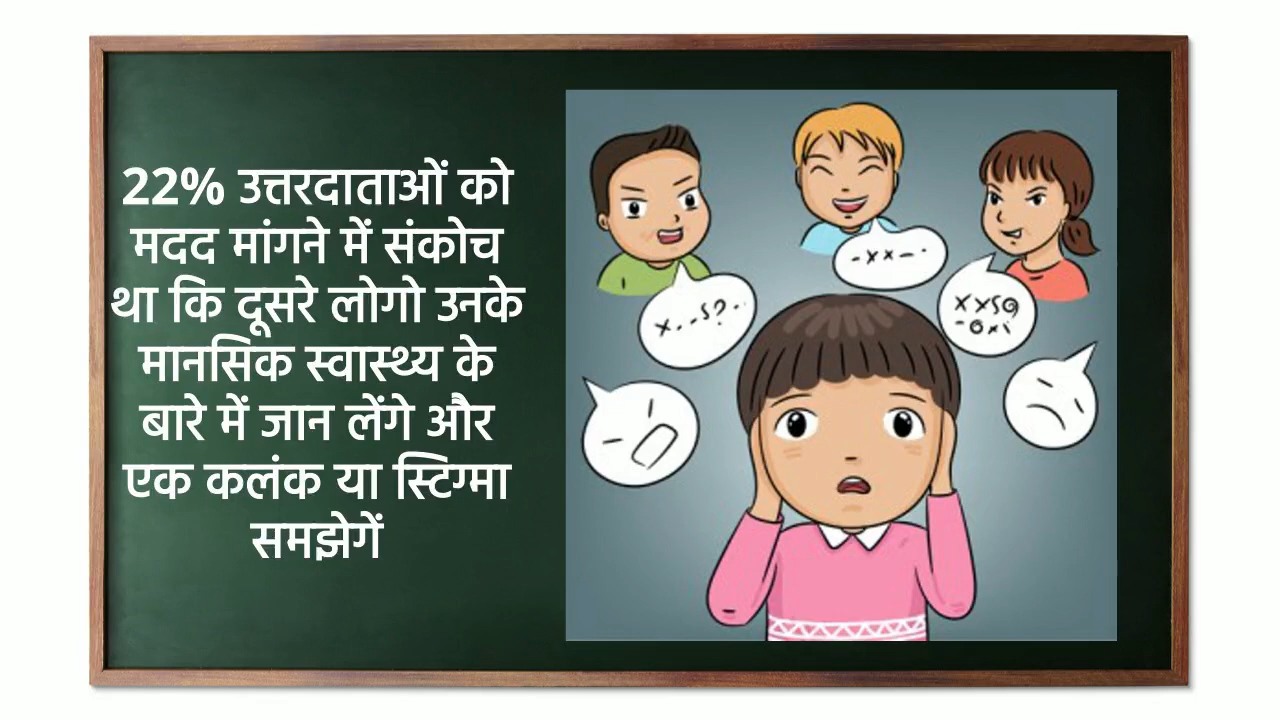 22% उत्तरदाताओं को
मदद मांगने में संकोच
था कि दूसरे लोगो उनके
मानसिक स्वास्थ्य के
बारे में जान लेंगे और
एक कलंक या स्टिग्मा
समझेगें